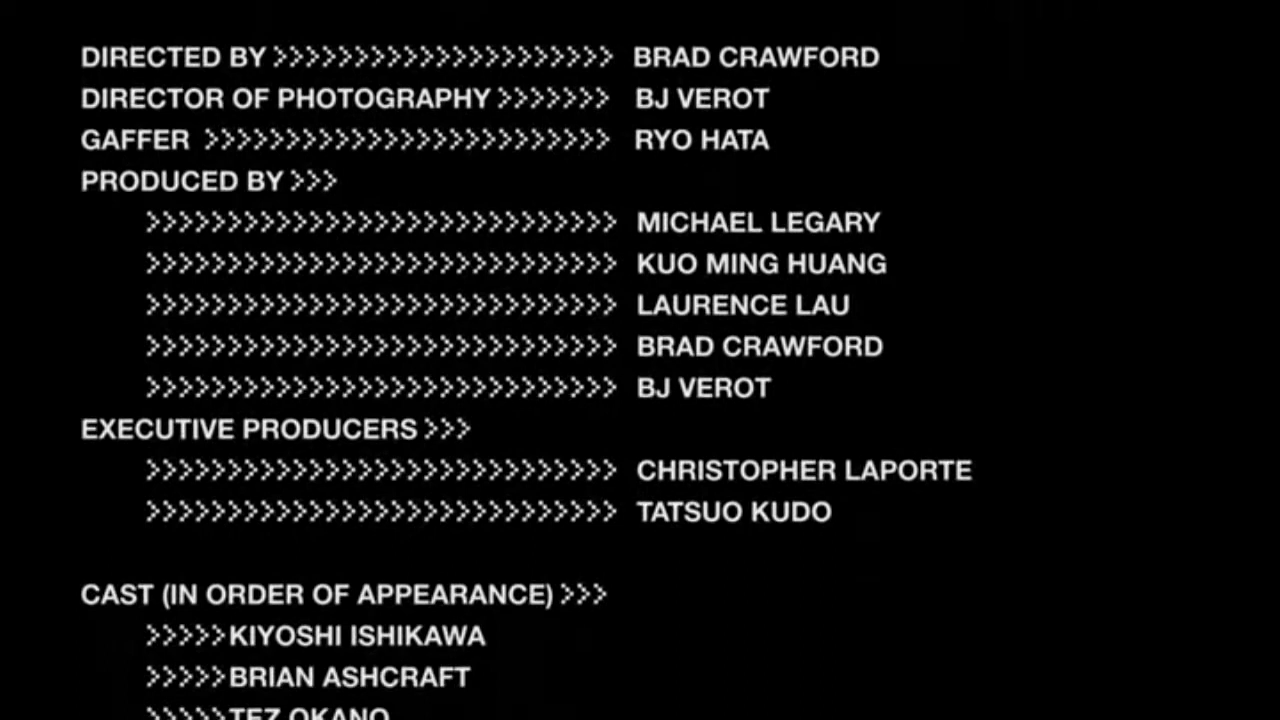 DIRECTED BY >>>>>>>>>>>>>>>>>>>>> BRAD CRAWFORD
DIRECTOR OF PHOTOGRAPHY >>>>>>> BJ VEROT
GAFFER >>>>>>>>>>>>>>>>>>>>>>>>> RYO HATA
PRODUCED BY >>>
>>>>>>>>>>>>>>>>>>>>>>>>>>>>> MICHAEL LEGARY
>>>>>>>>>>>>>>>>>>>>>>>>>>>>> KUO MING HUANG
>>>>>>>>>>>>>>>>>>>>>>>>>>>>> LAURENCE LAU
>>>>>>>>>>>>>>>>>>>>>>>>>>>>> BRAD CRAWFORD
>>>>>>>>>>>>>>>>>>>>>>>>>>>>> BJ VEROT
EXECUTIVE PRODUCERS >>>
>>>>>>>>>>>>>>>>>>>>>>>>>>>>> CHRISTOPHER LAPORTE
>>>>>>>>>>>>>>>>>>>>>>>>>>>>> TATSUO KUDO
CAST (IN ORDER OF APPEARANCE) >>>
>>>>>KIYOSHI ISHIKAWA
>>>>>BRIAN ASHCRAFT
>>>>>TEZ OKANO